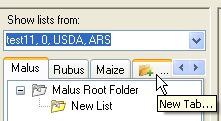 Show lists from:
test11, 0, USDA, ARS
Malus Rubus Maize ...
Malus Root Folder
New List
New Tab...